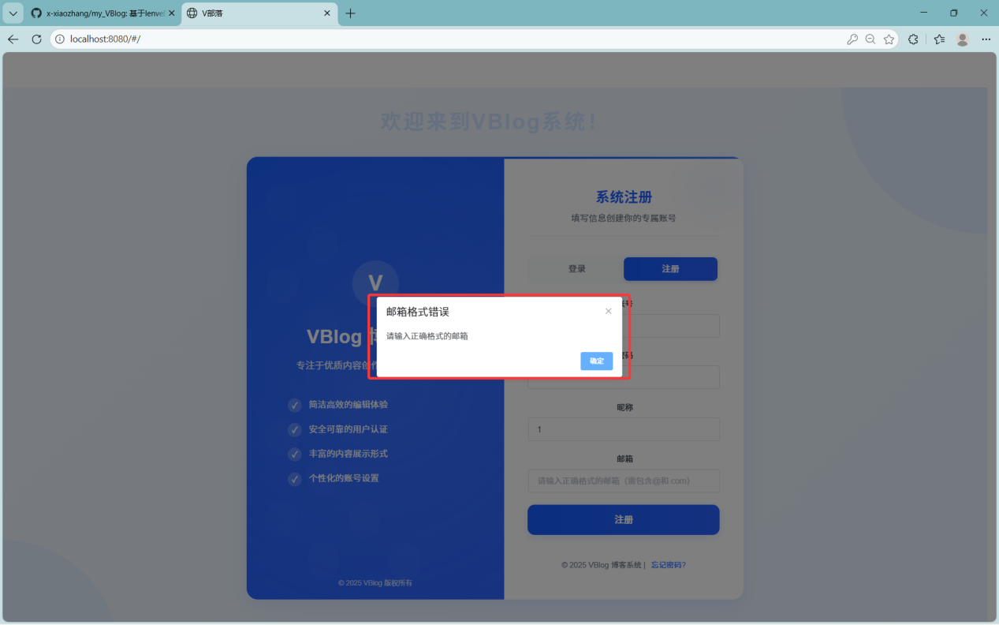 x-xiaozhang/my_VBlog: 基于lenve
V部落
localhost:8080/#/
欢迎来到VBlog系统!
系统注册
填写信息创建你的专属账号
登录
注册
V
邮箱格式错误
请输入正确格式的邮箱
确定
VBlog
专注于优质内容创作
简洁高效的编辑体验
安全可靠的用户认证
丰富的内容展示形式
个性化的账号设置
昵称
1
邮箱
请输入正确格式的邮箱（需包含@和.com）
注册
© 2025 VBlog 博客系统 | 忘记密码?
© 2025 VBlog 版权所有